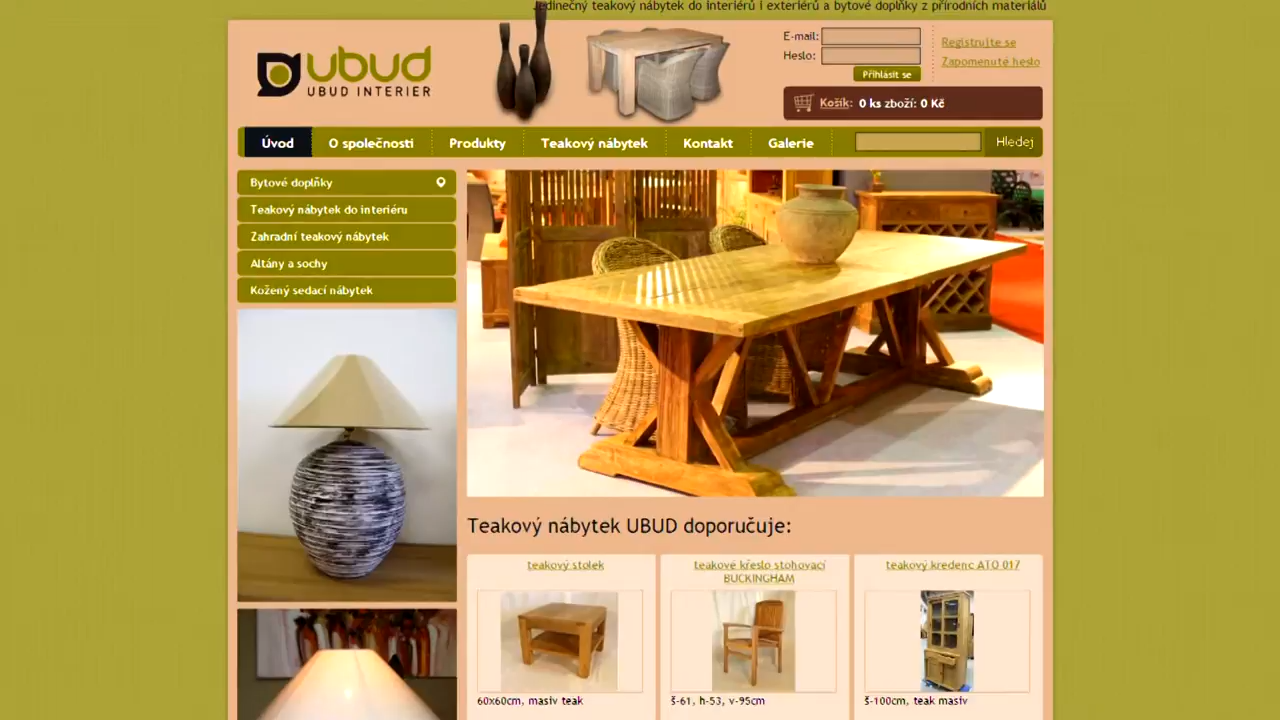 Jedinečný teakový nábytek do interiérů i exteriérů a bytové doplňky z přírodních materiálů
ubud
UBUD INTERIER
E-mail:
Heslo:
Přihlásit se
Registrujte se
Zapomenuté heslo
Košík: 0 ks zboží: 0 Kč
Úvod
O společnosti
Produkty
Teakový nábytek
Kontakt
Galerie
Hledej
Bytové doplňky
Teakový nábytek do interiéru
Zahradní teakový nábytek
Altány a sochy
Kožený sedací nábytek
Teakový nábytek UBUD doporučuje:
teakový stolek
60x60cm, masiv teak
teakové křeslo stohovací
BUCKINGHAM
š-61, h-53, v-95cm
teakový kredenc ATO 017
š-100cm, teak masiv